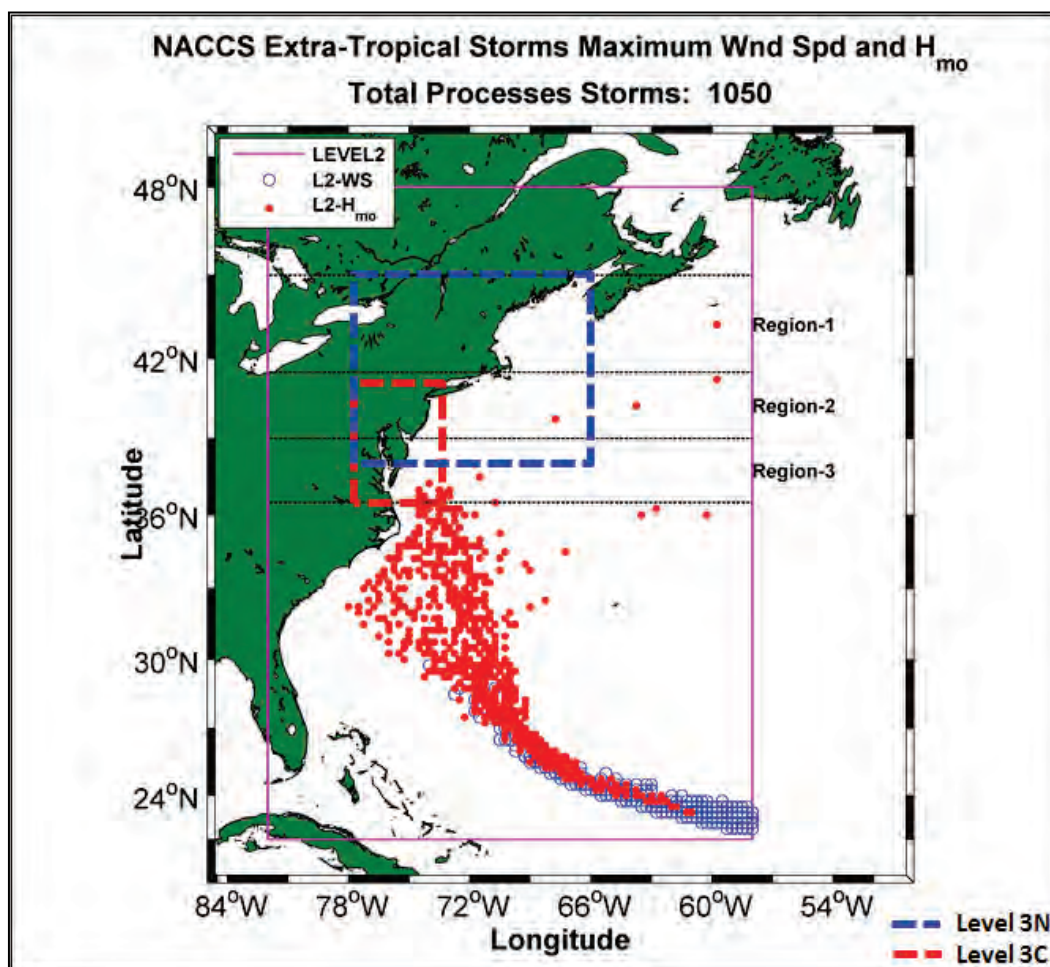 NACCS Extra-Tropical Storms Maximum Wnd Spd and Hmo
Total Processes Storms: 1050
LEVEL2
L2-WS
L2-Hmo
48°N
42°N
36°N
30°N
24°N
Latitude
Region-1
Region-2
Region-3
84°W 78°W 72°W 66°W 60°W 54°W
Longitude
Level 3N
Level 3C